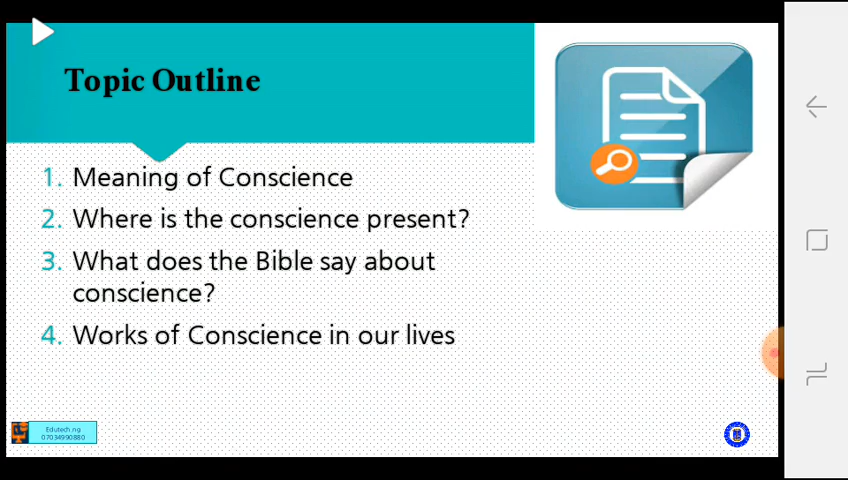 Topic Outline
1. Meaning of Conscience
2. Where is the conscience present?
3. What does the Bible say about
conscience?
4. Works of Conscience in our lives
Edutech.ng
07034990880